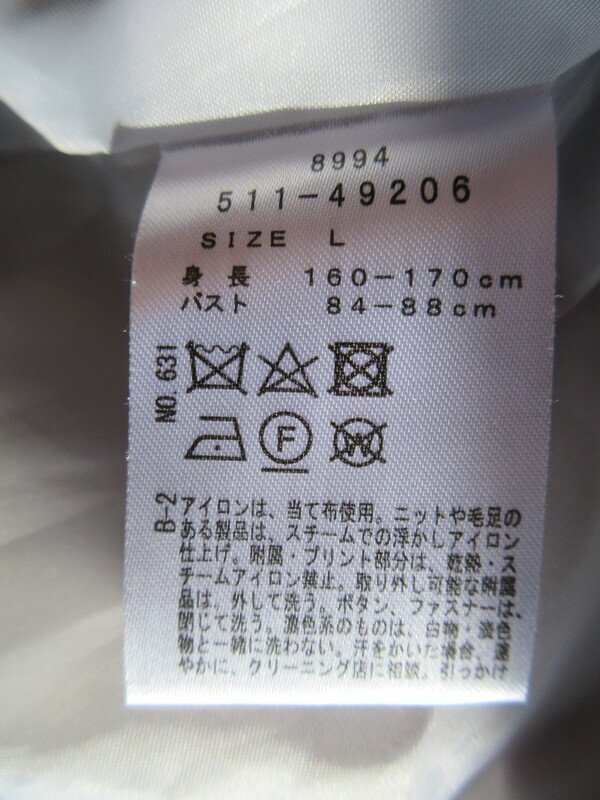 8994
511-49206
SIZE L
身長 160-170cm
バスト 84-88cm
NO. 631
F
W
B-2
アイロンは、当て布使用。ニットや毛足の
ある製品は、スチームでの浮かしアイロン
仕上げ。附属・プリント部分は、乾熱・ス
チームアイロン禁止。取り外し可能な附属
品は、外して洗う。ボタン、ファスナーは、
閉じて洗う。濃色系のものは、白物・淡色
物と一緒に洗わない。汗をかいた場合、速
やかに、クリーニング店に相談。引っかけ